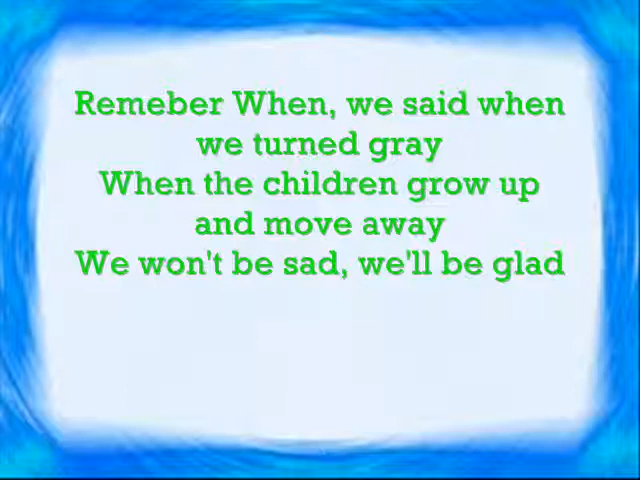 Remeber When, we said when
we turned gray
When the children grow up
and move away
We won't be sad, we'll be glad